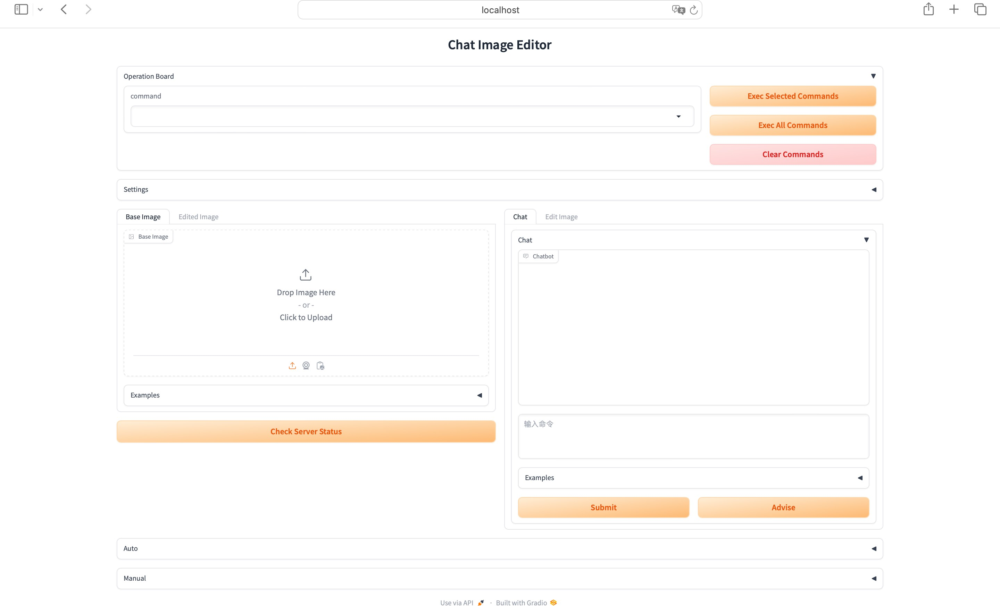 localhost
Chat Image Editor
Operation Board
command
Exec Selected Commands
Exec All Commands
Clear Commands
Settings
Base Image
Edited Image
Base Image
Drop Image Here
- or -
Click to Upload
Examples
Check Server Status
Chat
Edit Image
Chat
Chatbot
输入命令
Examples
Submit
Advise
Auto
Manual
Use via API · Built with Gradio